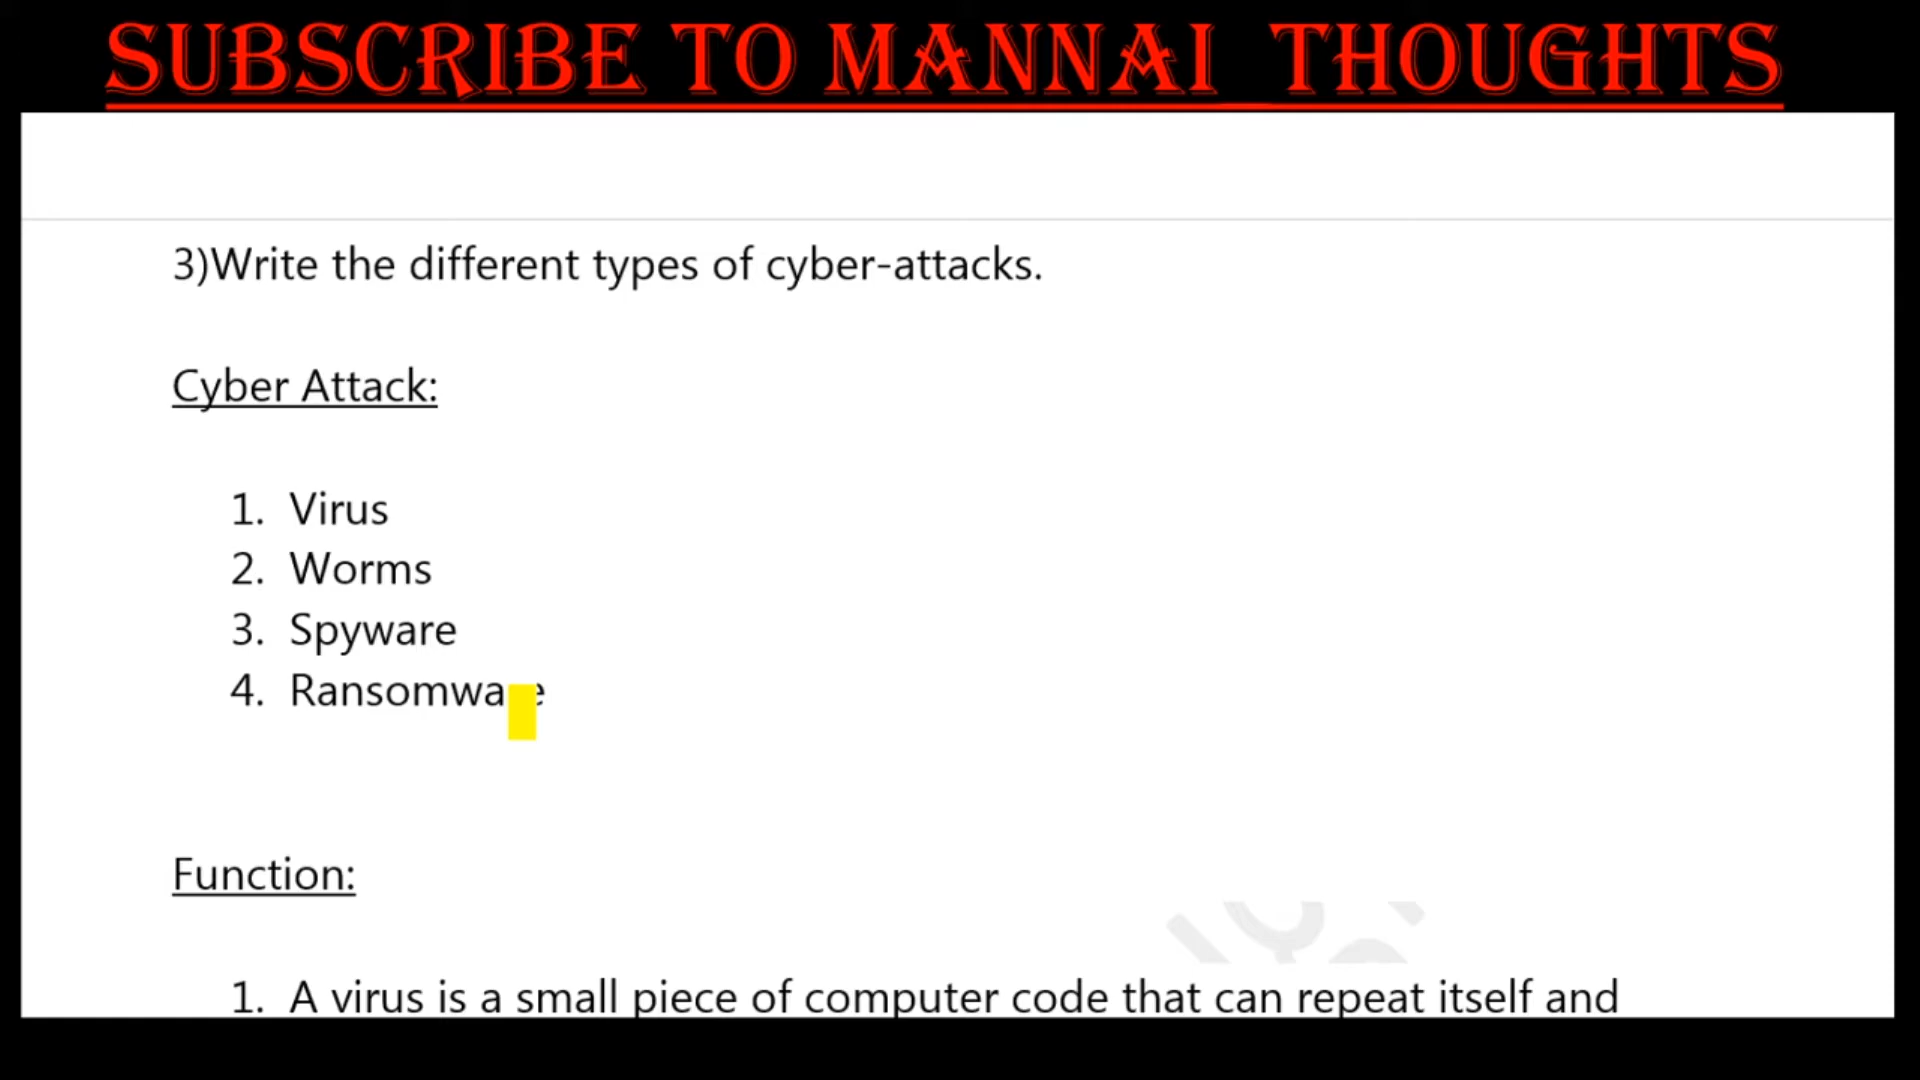 SUBSCRIBE TO MANNAI THOUGHTS
3)Write the different types of cyber-attacks.
Cyber Attack:
1. Virus
2. Worms
3. Spyware
4. Ransomware
Function:
1. A virus is a small piece of computer code that can repeat itself and